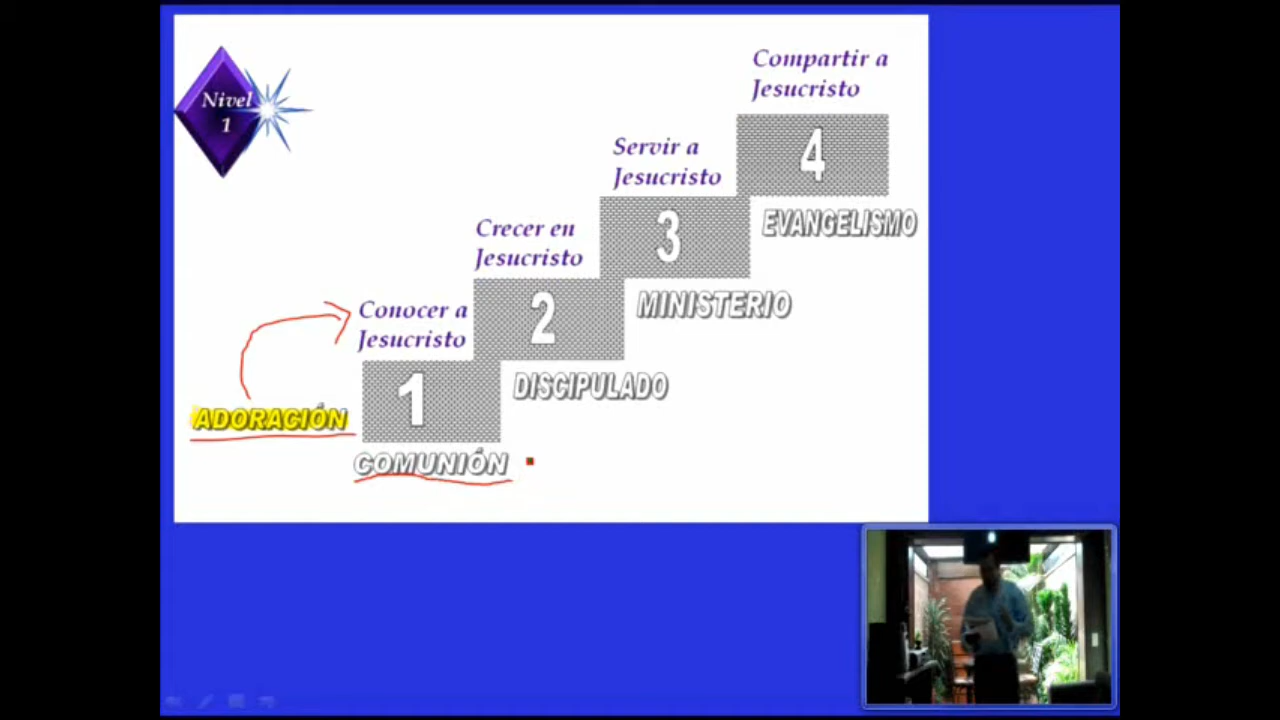 Nivel
1
Compartir a
Jesucristo
4
EVANGELISMO
Servir a
Jesucristo
3
MINISTERIO
Crecer en
Jesucristo
2
DISCIPULADO
Conocer a
Jesucristo
1
ADORACIÓN
COMUNIÓN